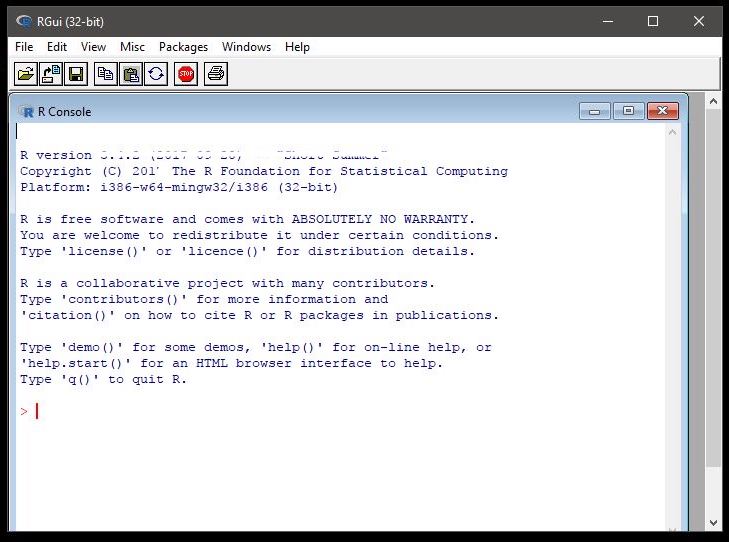 RGui (32-bit)
File Edit View Misc Packages Windows Help
STOP
R Console
R version "Short Summer"
Copyright (C) The R Foundation for Statistical Computing
Platform: i386-w64-mingw32/i386 (32-bit)
R is free software and comes with ABSOLUTELY NO WARRANTY.
You are welcome to redistribute it under certain conditions.
Type 'license()' or 'licence()' for distribution details.
R is a collaborative project with many contributors.
Type 'contributors()' for more information and
'citation()' on how to cite R or R packages in publications.
Type 'demo()' for some demos, 'help()' for on-line help, or
'help.start()' for an HTML browser interface to help.
Type 'q()' to quit R.
>